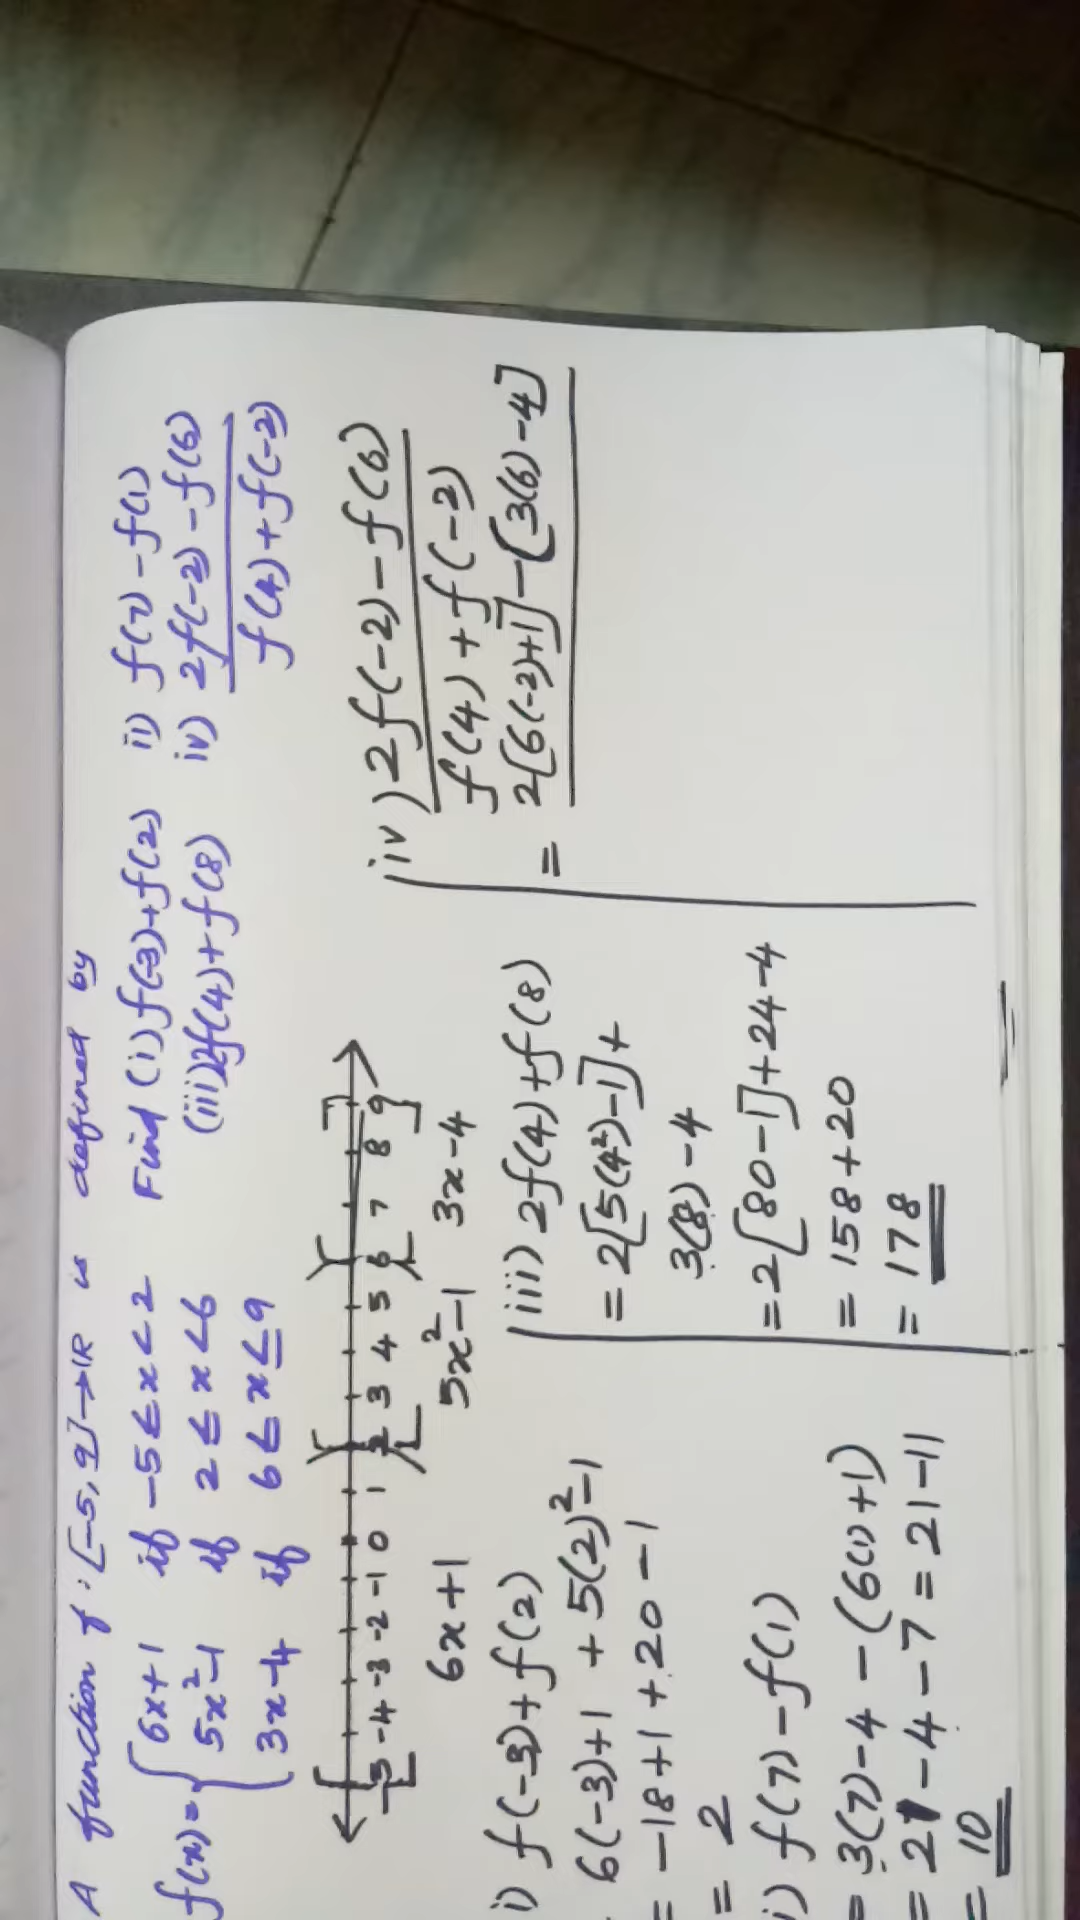 A function f: [-5, 9] → R is defined by
f(x) = { 6x+1 if -5 ≤ x < 2 Find (i) f(-3)+f(2) ii) f(7) - f(1)
5x²-1 if 2 ≤ x < 6 (iii) 2f(4)+f(8) iv) 2f(-2) - f(6)
3x-4 if 6 ≤ x ≤ 9 f(4)+f(-2)
-5 -4 -3 -2 -1 0 1 2 3 4 5 6 7 8 9
6x+1 5x²-1 3x-4
i) f(-3)+f(2)
6(-3)+1 + 5(2)²-1
= -18+1+20-1
= 2
i) f(7) - f(1)
= 3(7)-4 - (6(1)+1)
= 21-4-7 = 21-11
= 10
iii) 2f(4)+f(8)
= 2[5(4²)-1]+
3(8)-4
= 2[80-1]+24-4
= 158+20
= 178
iv) 2f(-2) - f(6)
f(4)+f(-2)
= 2[6(-2)+1] - [3(6)-4]